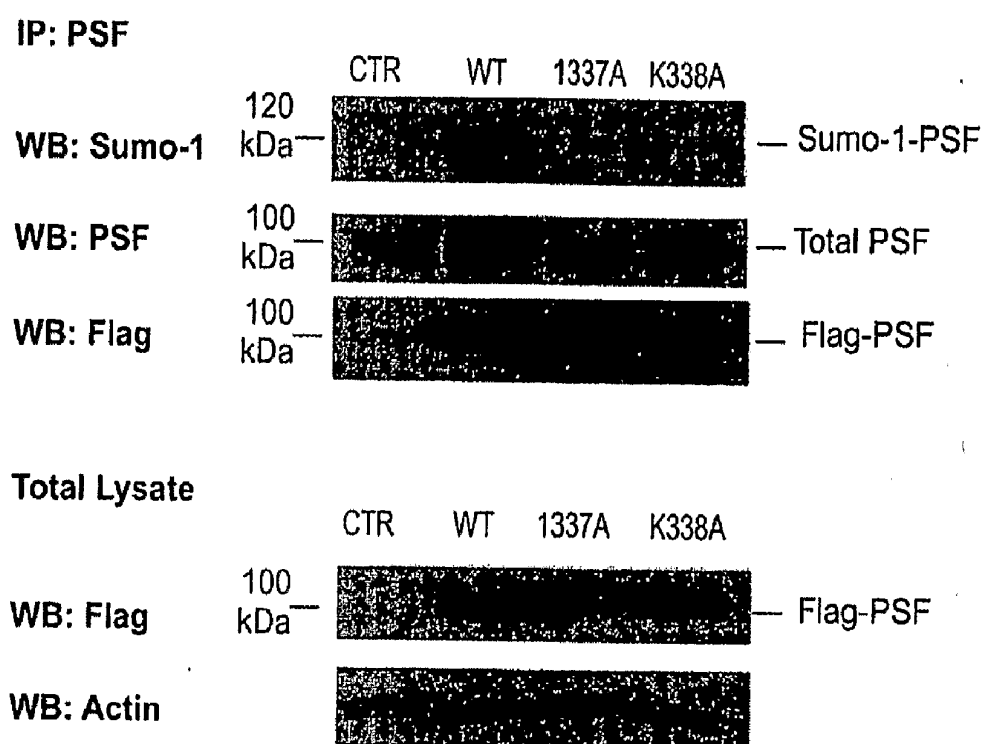 IP: PSF
CTR WT 1337A K338A
WB: Sumo-1 120 kDa Sumo-1-PSF
WB: PSF 100 kDa Total PSF
WB: Flag 100 kDa Flag-PSF
Total Lysate
CTR WT 1337A K338A
WB: Flag 100 kDa Flag-PSF
WB: Actin